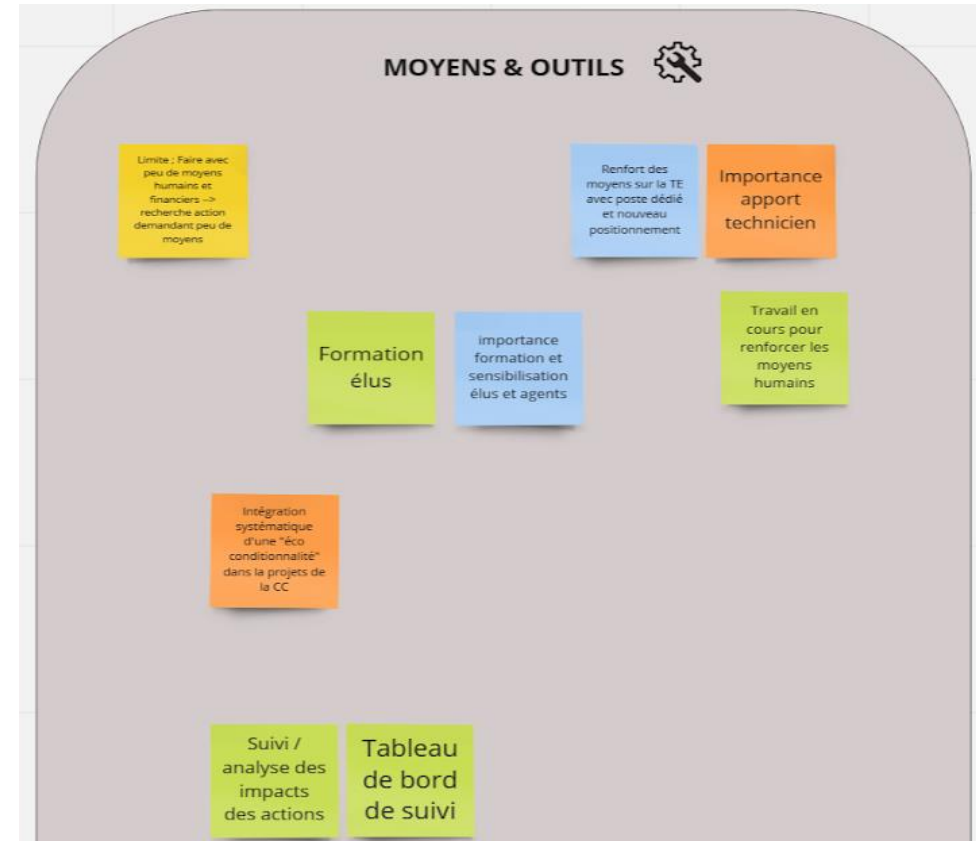 MOYENS & OUTILS
Limite ; Faire avec
peu de moyens
humains et
financiers -->
recherche action
demandant peu de
moyens
Renfort des
moyens sur la TE
avec poste dédié
et nouveau
positionnement
Importance
apport
technicien
Formation
élus
importance
formation et
sensibilisation
élus et agents
Travail en
cours pour
renforcer les
moyens
humains
Intégration
systématique
d'une "éco
conditionnalité"
dans la projets de
la CC
Suivi /
analyse des
impacts
des actions
Tableau
de bord
de suivi